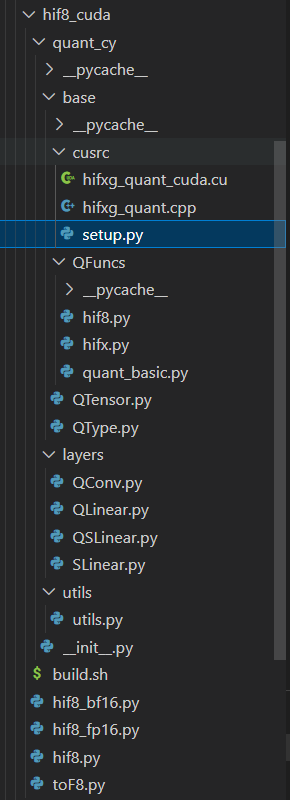 hif8_cuda
quant_cy
__pycache__
base
__pycache__
cusrc
hifxg_quant_cuda.cu
hifxg_quant.cpp
setup.py
QFuncs
__pycache__
hif8.py
hifx.py
quant_basic.py
QTensor.py
QType.py
layers
QConv.py
QLinear.py
QSLinear.py
SLinear.py
utils
utils.py
__init__.py
build.sh
hif8_bf16.py
hif8_fp16.py
hif8.py
toF8.py